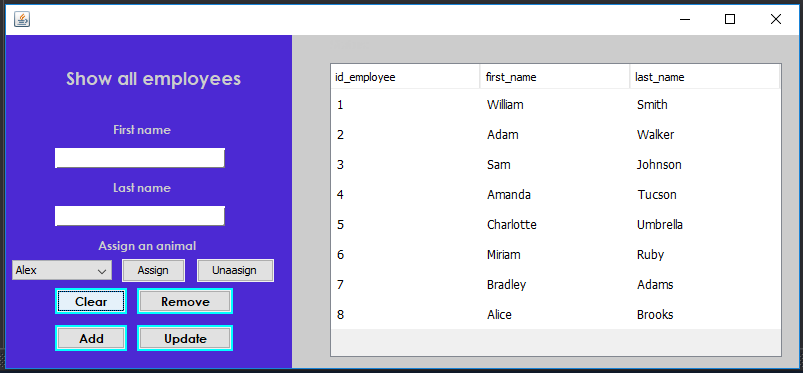 Show all employees
First name
Last name
Assign an animal
Alex Assign Unaasign
Clear Remove
Add Update
id_employee first_name last_name
1 William Smith
2 Adam Walker
3 Sam Johnson
4 Amanda Tucson
5 Charlotte Umbrella
6 Miriam Ruby
7 Bradley Adams
8 Alice Brooks